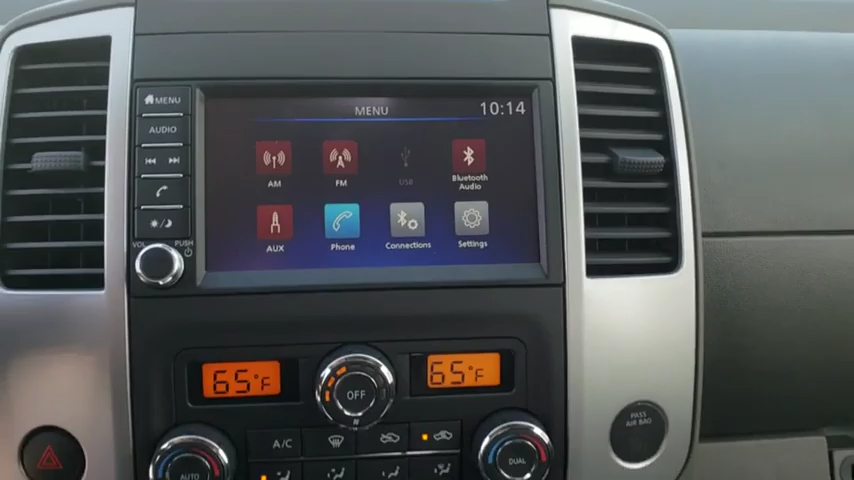 MENU
AUDIO
VOL
PUSH
MENU
10:14
AM
FM
USB
Bluetooth
Audio
AUX
Phone
Connections
Settings
65°F
OFF
65°F
A/C
AUTO
DUAL
PASS
AIR BAG